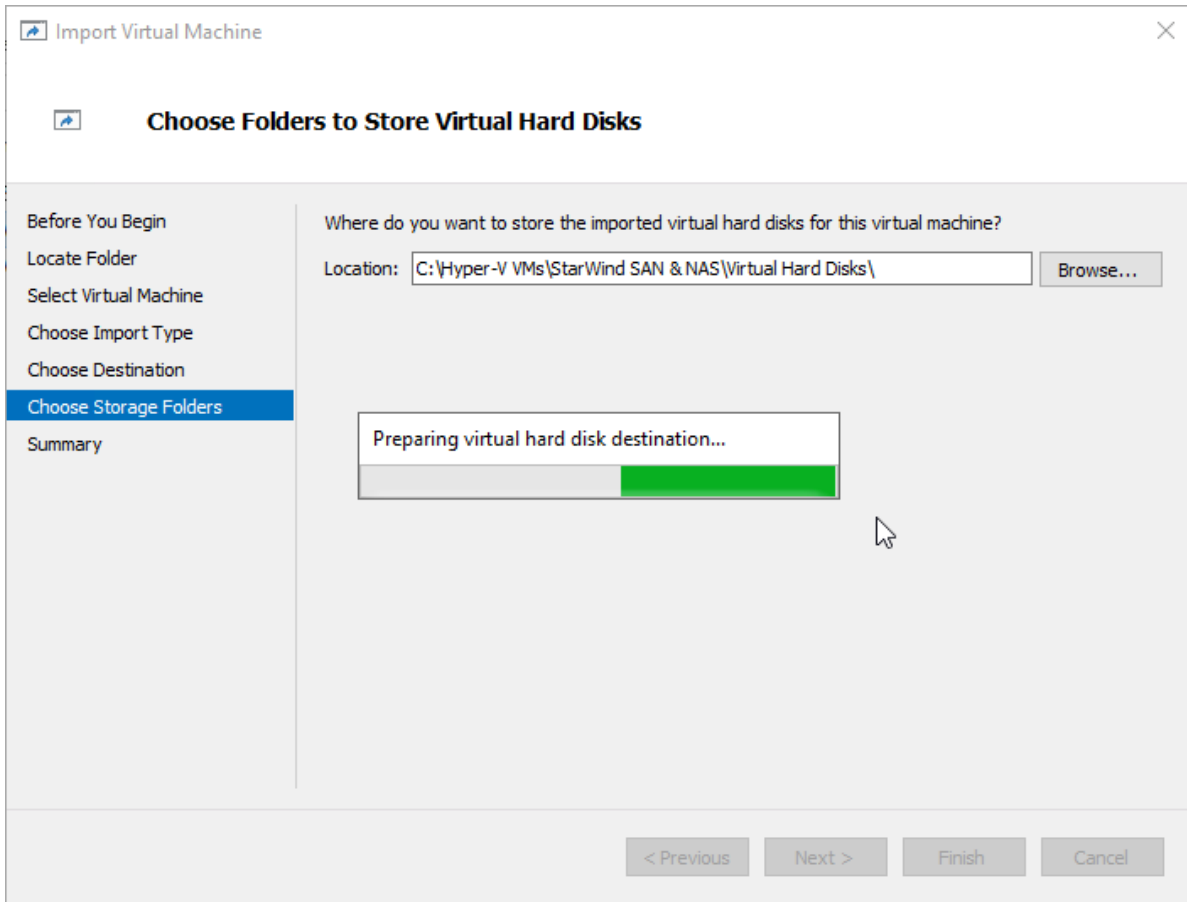 Import Virtual Machine
Choose Folders to Store Virtual Hard Disks
Before You Begin
Locate Folder
Select Virtual Machine
Choose Import Type
Choose Destination
Choose Storage Folders
Summary
Where do you want to store the imported virtual hard disks for this virtual machine?
Location: C:\Hyper-V VMs\StarWind SAN & NAS\Virtual Hard Disks\ Browse...
Preparing virtual hard disk destination...
< Previous Next > Finish Cancel